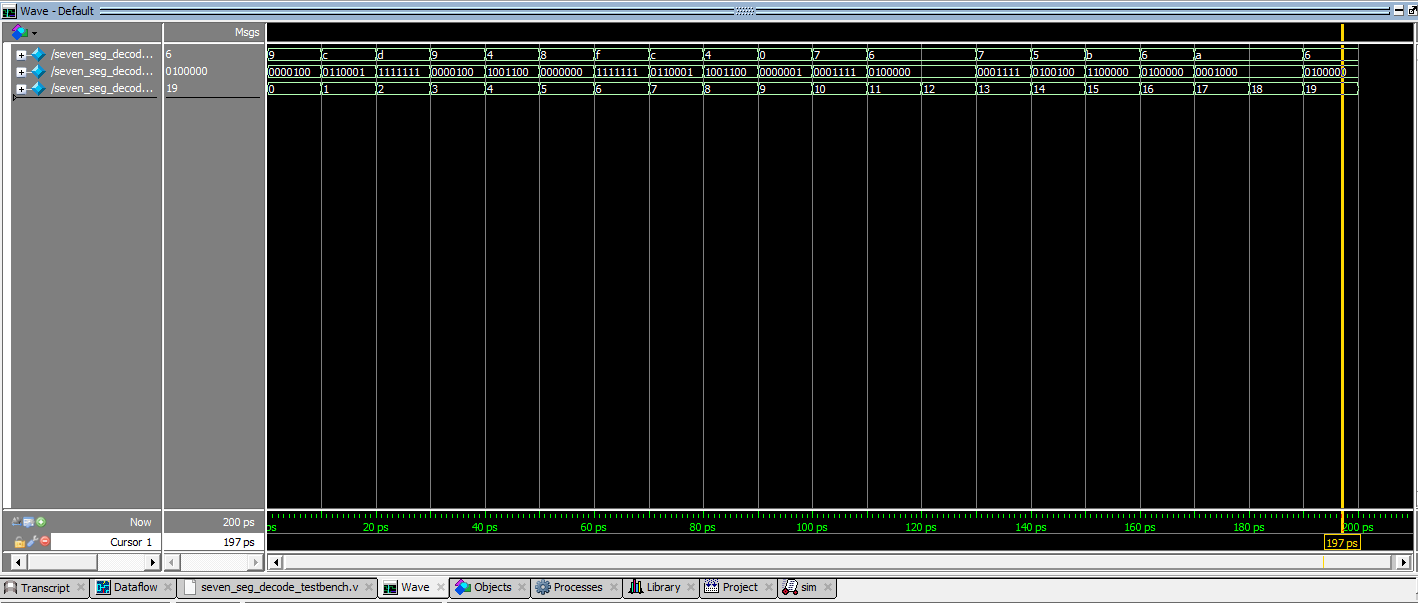 Wave - Default
Msgs
/seven_seg_decod... 6 9 c d 9 4 8 f c 4 0 7 6 7 5 b 6 a 6
/seven_seg_decod... 0100000 0000100 0110001 1111111 0000100 1001100 0000000 1111111 0110001 1001100 0000001 0001111 0100000 0001111 0100100 1100000 0100000 0001000 0100000
/seven_seg_decod... 19 0 1 2 3 4 5 6 7 8 9 10 11 12 13 14 15 16 17 18 19
Now 200 ps ps 20 ps 40 ps 60 ps 80 ps 100 ps 120 ps 140 ps 160 ps 180 ps 200 ps
Cursor 1 197 ps 197 ps
Transcript Dataflow seven_seg_decode_testbench.v Wave Objects Processes Library Project sim